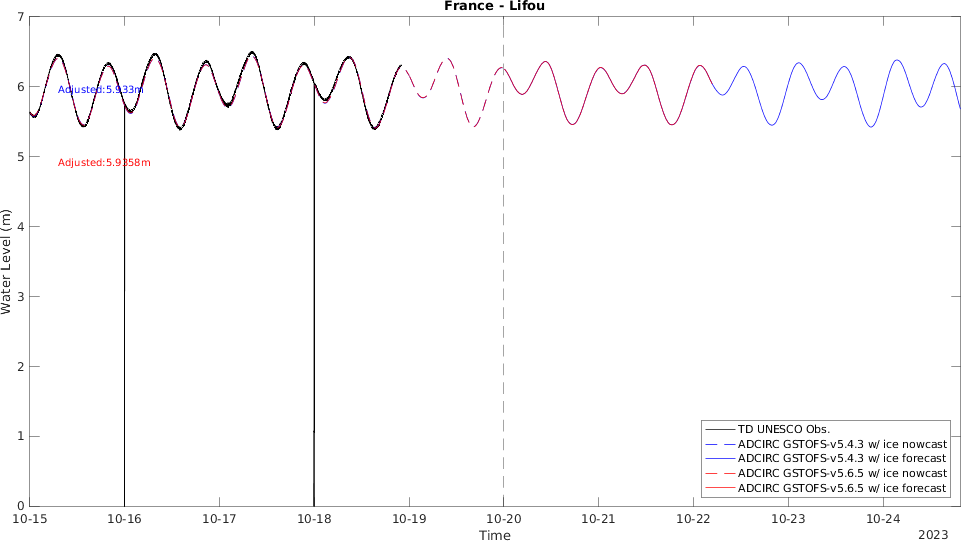 France - Lifou
7
6
5
4
3
2
1
0
Water Level (m)
Adjusted:5.933m
Adjusted:5.9358m
TD UNESCO Obs.
ADCIRC GSTOFS-v5.4.3 w/ ice nowcast
ADCIRC GSTOFS-v5.4.3 w/ ice forecast
ADCIRC GSTOFS-v5.6.5 w/ ice nowcast
ADCIRC GSTOFS-v5.6.5 w/ ice forecast
10-15 10-16 10-17 10-18 10-19 10-20 10-21 10-22 10-23 10-24
Time
2023